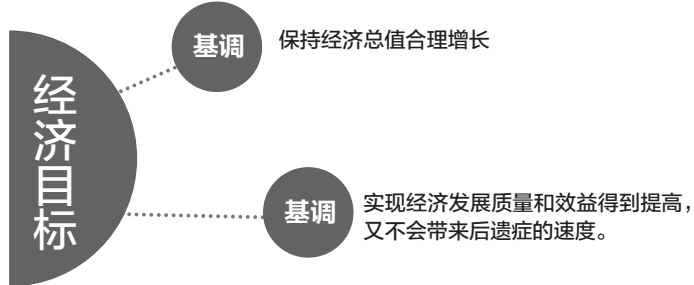 经济目标
基调
保持经济总值合理增长
基调
实现经济发展质量和效益得到提高，
又不会带来后遗症的速度。